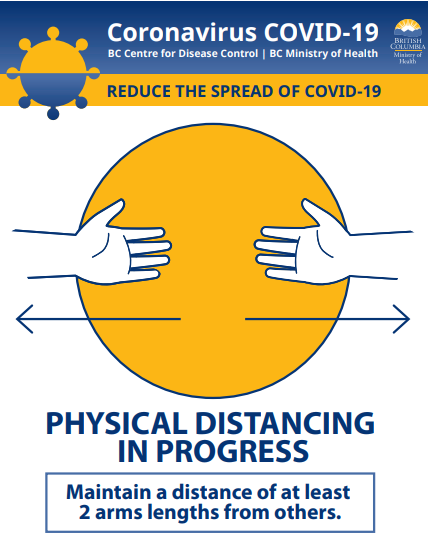 Coronavirus COVID-19
BC Centre for Disease Control | BC Ministry of Health
BRITISH
COLUMBIA
Ministry of
Health
REDUCE THE SPREAD OF COVID-19
PHYSICAL DISTANCING
IN PROGRESS
Maintain a distance of at least
2 arms lengths from others.